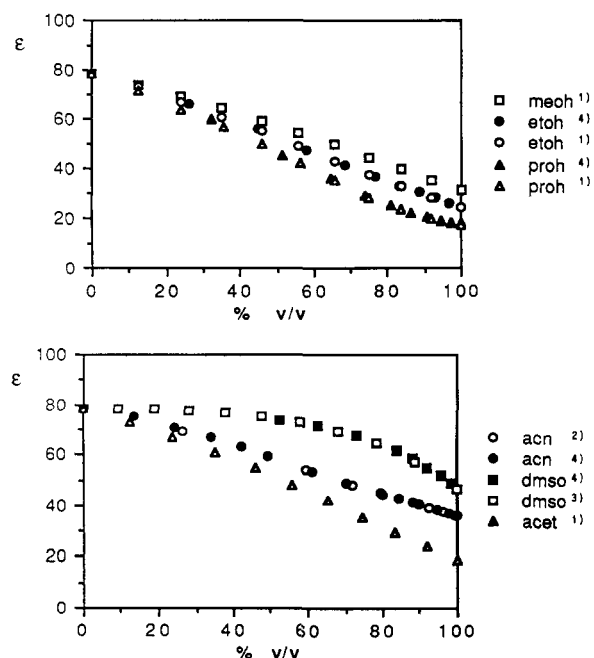 ε
100
80
60
40
20
0
0 20 40 60 80 100
% v/v
meoh 1)
etoh 4)
etoh 1)
proh 4)
proh 1)
ε
100
80
60
40
20
0
0 20 40 60 80 100
% v/v
acn 2)
acn 4)
dmso 4)
dmso 3)
acet 1)